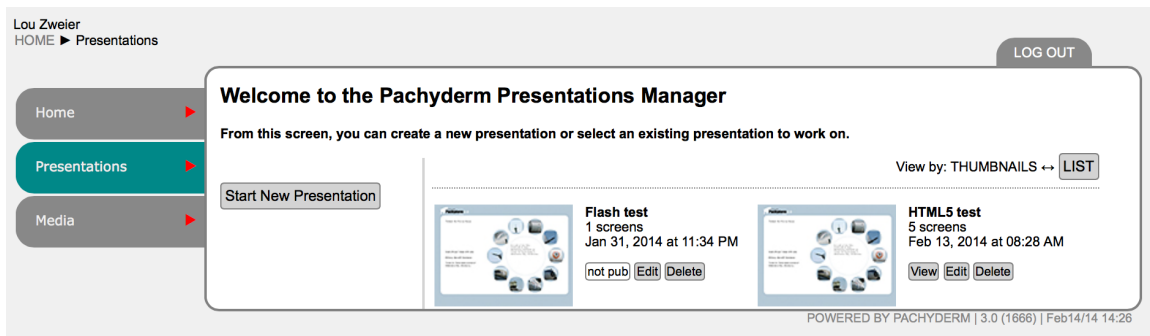 Lou Zweier
HOME ► Presentations
LOG OUT
Home
Presentations
Media
Welcome to the Pachyderm Presentations Manager
From this screen, you can create a new presentation or select an existing presentation to work on.
View by: THUMBNAILS ↔ LIST
Start New Presentation
Flash test
1 screens
Jan 31, 2014 at 11:34 PM
not pub Edit Delete
HTML5 test
5 screens
Feb 13, 2014 at 08:28 AM
View Edit Delete
POWERED BY PACHYDERM | 3.0 (1666) | Feb14/14 14:26